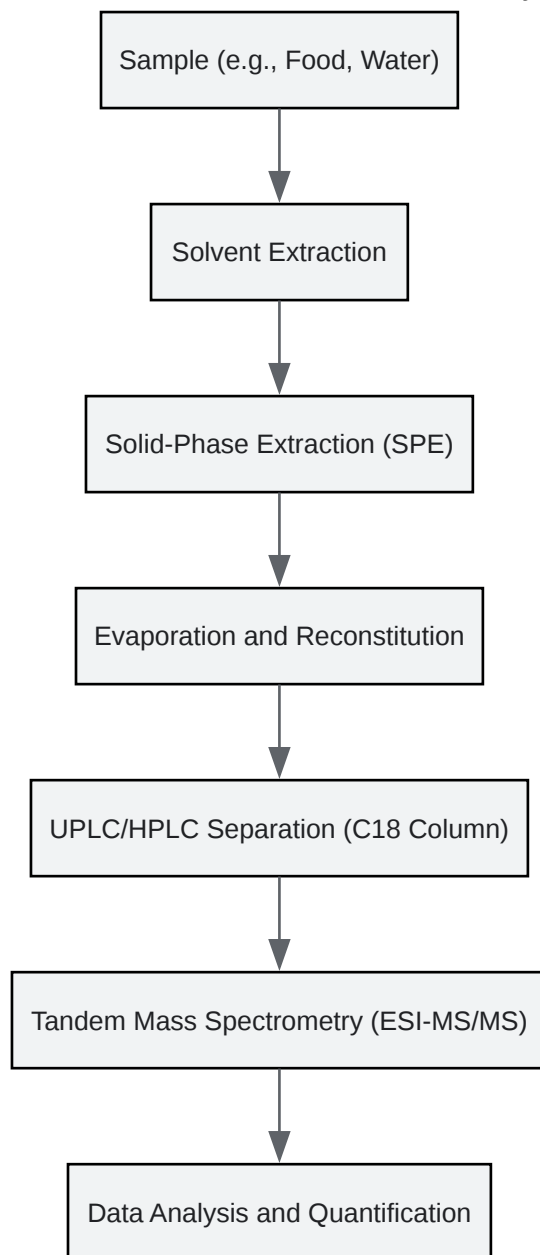 Sample (e.g., Food, Water)
Solvent Extraction
Solid-Phase Extraction (SPE)
Evaporation and Reconstitution
UPLC/HPLC Separation (C18 Column)
Tandem Mass Spectrometry (ESI-MS/MS)
Data Analysis and Quantification